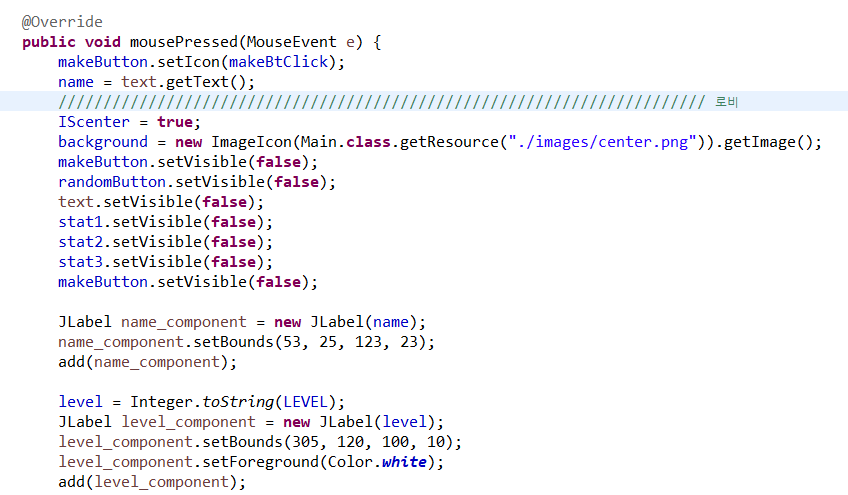 @Override
public void mousePressed(MouseEvent e) {
makeButton.setIcon(makeBtClick);
name = text.getText();
//////////////////////////////////////////////////////////////////////// 로비
IScenter = true;
background = new ImageIcon(Main.class.getResource("./images/center.png")).getImage();
makeButton.setVisible(false);
randomButton.setVisible(false);
text.setVisible(false);
stat1.setVisible(false);
stat2.setVisible(false);
stat3.setVisible(false);
makeButton.setVisible(false);
JLabel name_component = new JLabel(name);
name_component.setBounds(53, 25, 123, 23);
add(name_component);
level = Integer.toString(LEVEL);
JLabel level_component = new JLabel(level);
level_component.setBounds(305, 120, 100, 10);
level_component.setForeground(Color.white);
add(level_component);